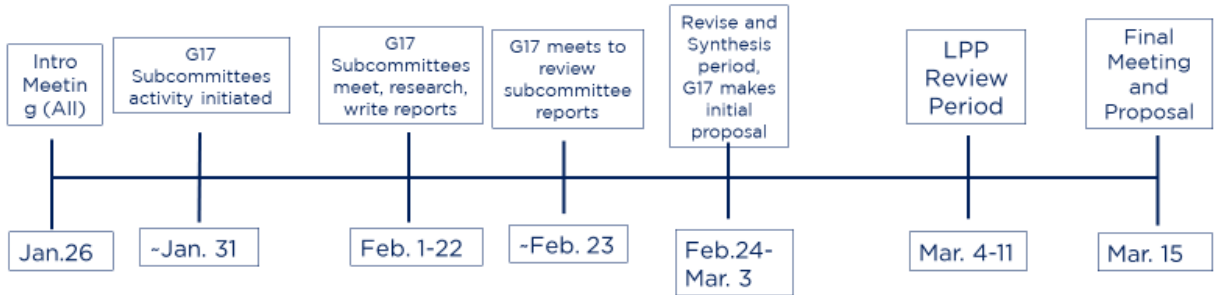 Intro
Meetin
g (All)
G17
Subcommittees
activity initiated
G17
Subcommittees
meet, research,
write reports
G17 meets to
review
subcommittee
reports
Revise and
Synthesis
period,
G17 makes
initial
proposal
LPP
Review
Period
Final
Meeting
and
Proposal
Jan.26
~Jan. 31
Feb. 1-22
~Feb. 23
Feb.24-
Mar. 3
Mar. 4-11
Mar. 15